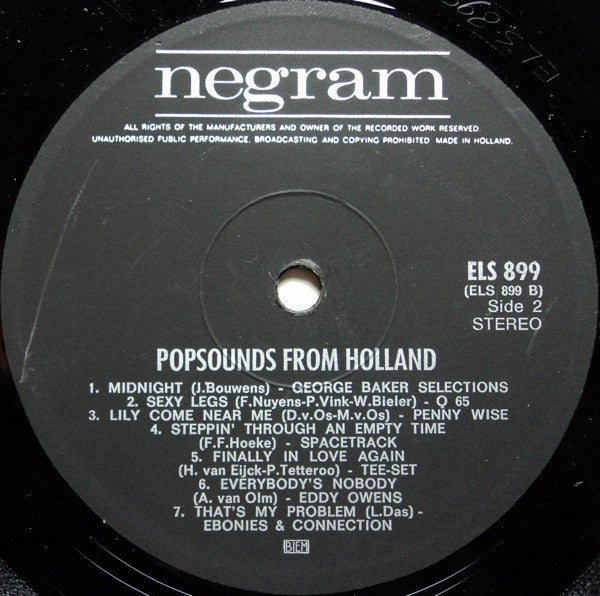 EL S 899
negram
ALL RIGHTS OF THE MANUFACTURERS AND OWNER OF THE RECORDED WORK RESERVED.
UNAUTHORISED PUBLIC PERFORMANCE, BROADCASTING AND COPYING PROHIBITED MADE IN HOLLAND.
ELS 899
(ELS 899 B)
Side 2
STEREO
POPSOUNDS FROM HOLLAND
1. MIDNIGHT (J.Bouwens) - GEORGE BAKER SELECTIONS
2. SEXY LEGS (F.Nuyens-P.Vink-W.Bieler) - Q 65
3. LILY COME NEAR ME (D.v.Os-M.v.Os) - PENNY WISE
4. STEPPIN' THROUGH AN EMPTY TIME
(F.F.Hoeke) - SPACETRACK
5. FINALLY IN LOVE AGAIN
(H. van Eijck-P.Tetteroo) - TEE-SET
6. EVERYBODY'S NOBODY
(A. van Olm) - EDDY OWENS
7. THAT'S MY PROBLEM (L.Das) -
EBONIES & CONNECTION
BIEM